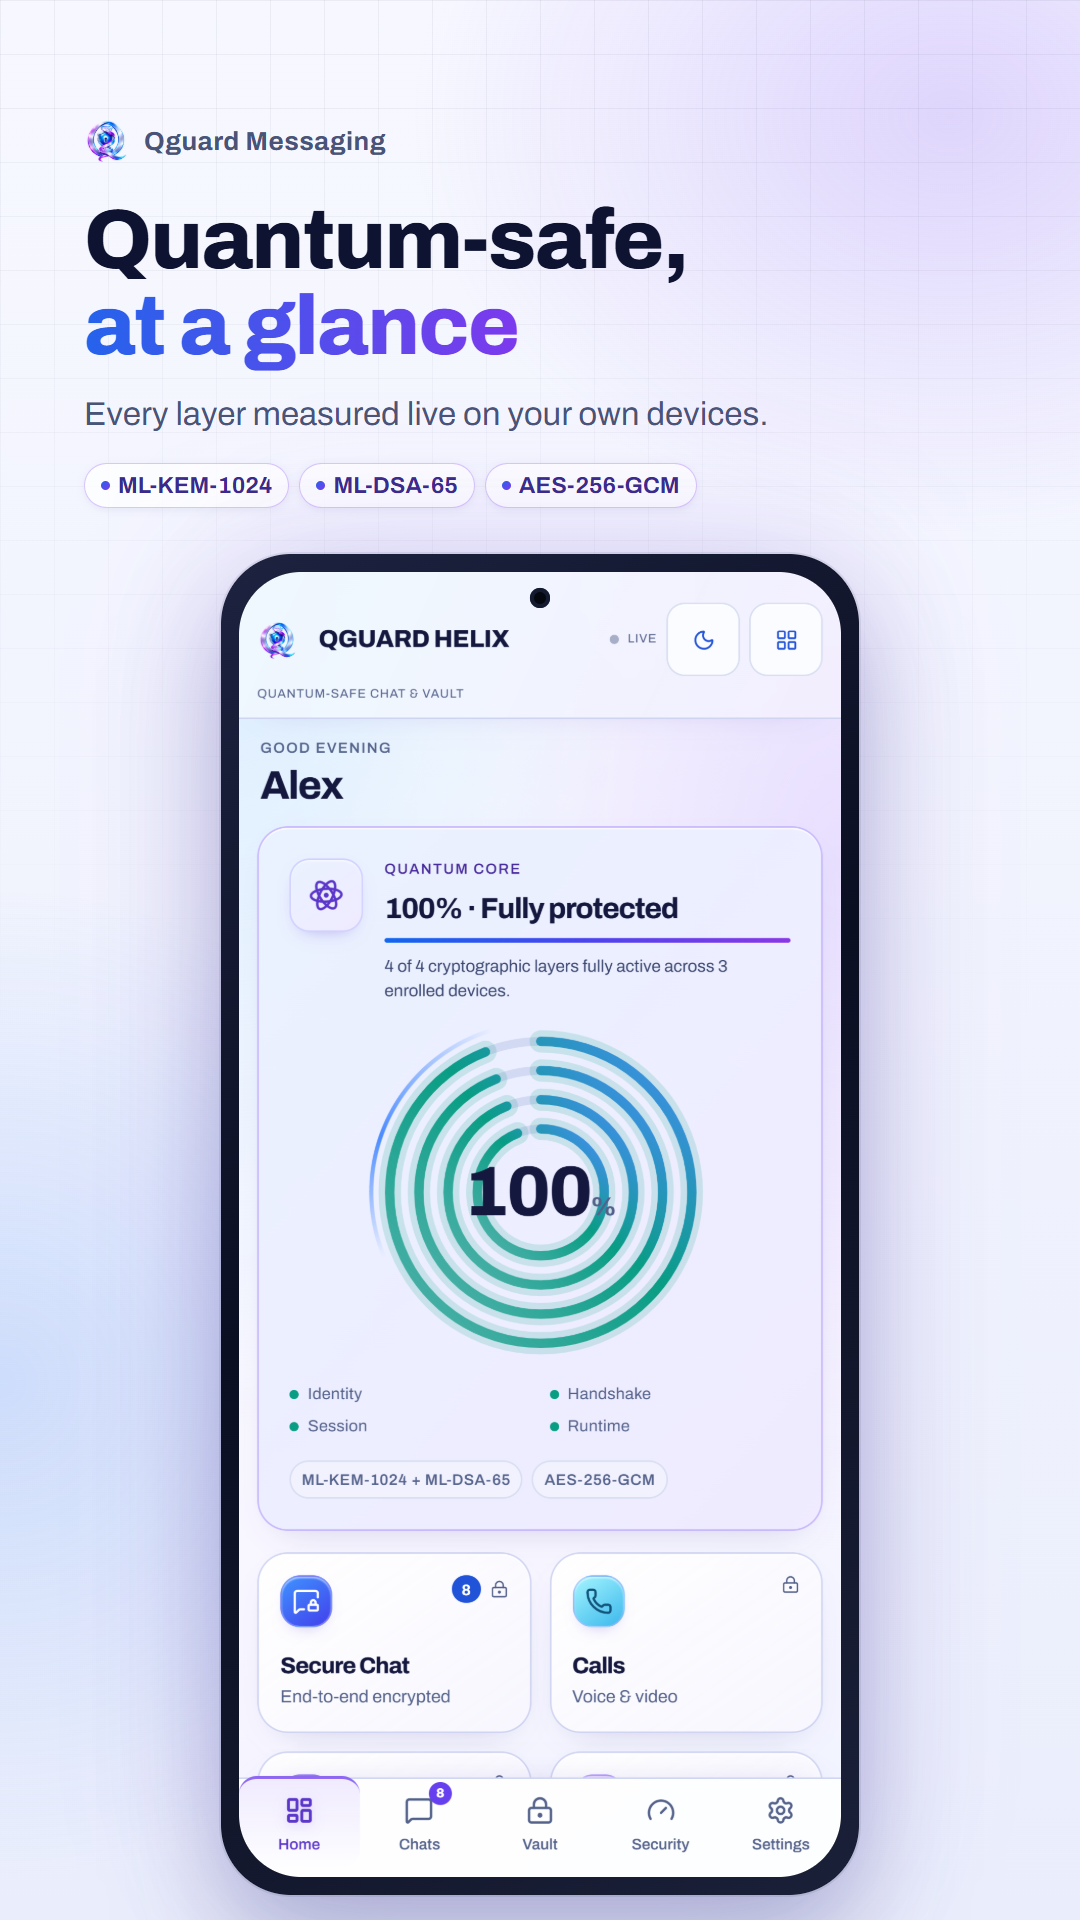 Qguard Messaging
Quantum-safe,
at a glance
Every layer measured live on your own devices.
ML-KEM-1024
ML-DSA-65
AES-256-GCM
QGUARD HELIX
LIVE
QUANTUM-SAFE CHAT & VAULT
GOOD EVENING
Alex
QUANTUM CORE
100% · Fully protected
4 of 4 cryptographic layers fully active across 3
enrolled devices.
100%
Identity
Handshake
Session
Runtime
ML-KEM-1024 + ML-DSA-65
AES-256-GCM
8
Secure Chat
End-to-end encrypted
Calls
Voice & video
8
Home
Chats
Vault
Security
Settings